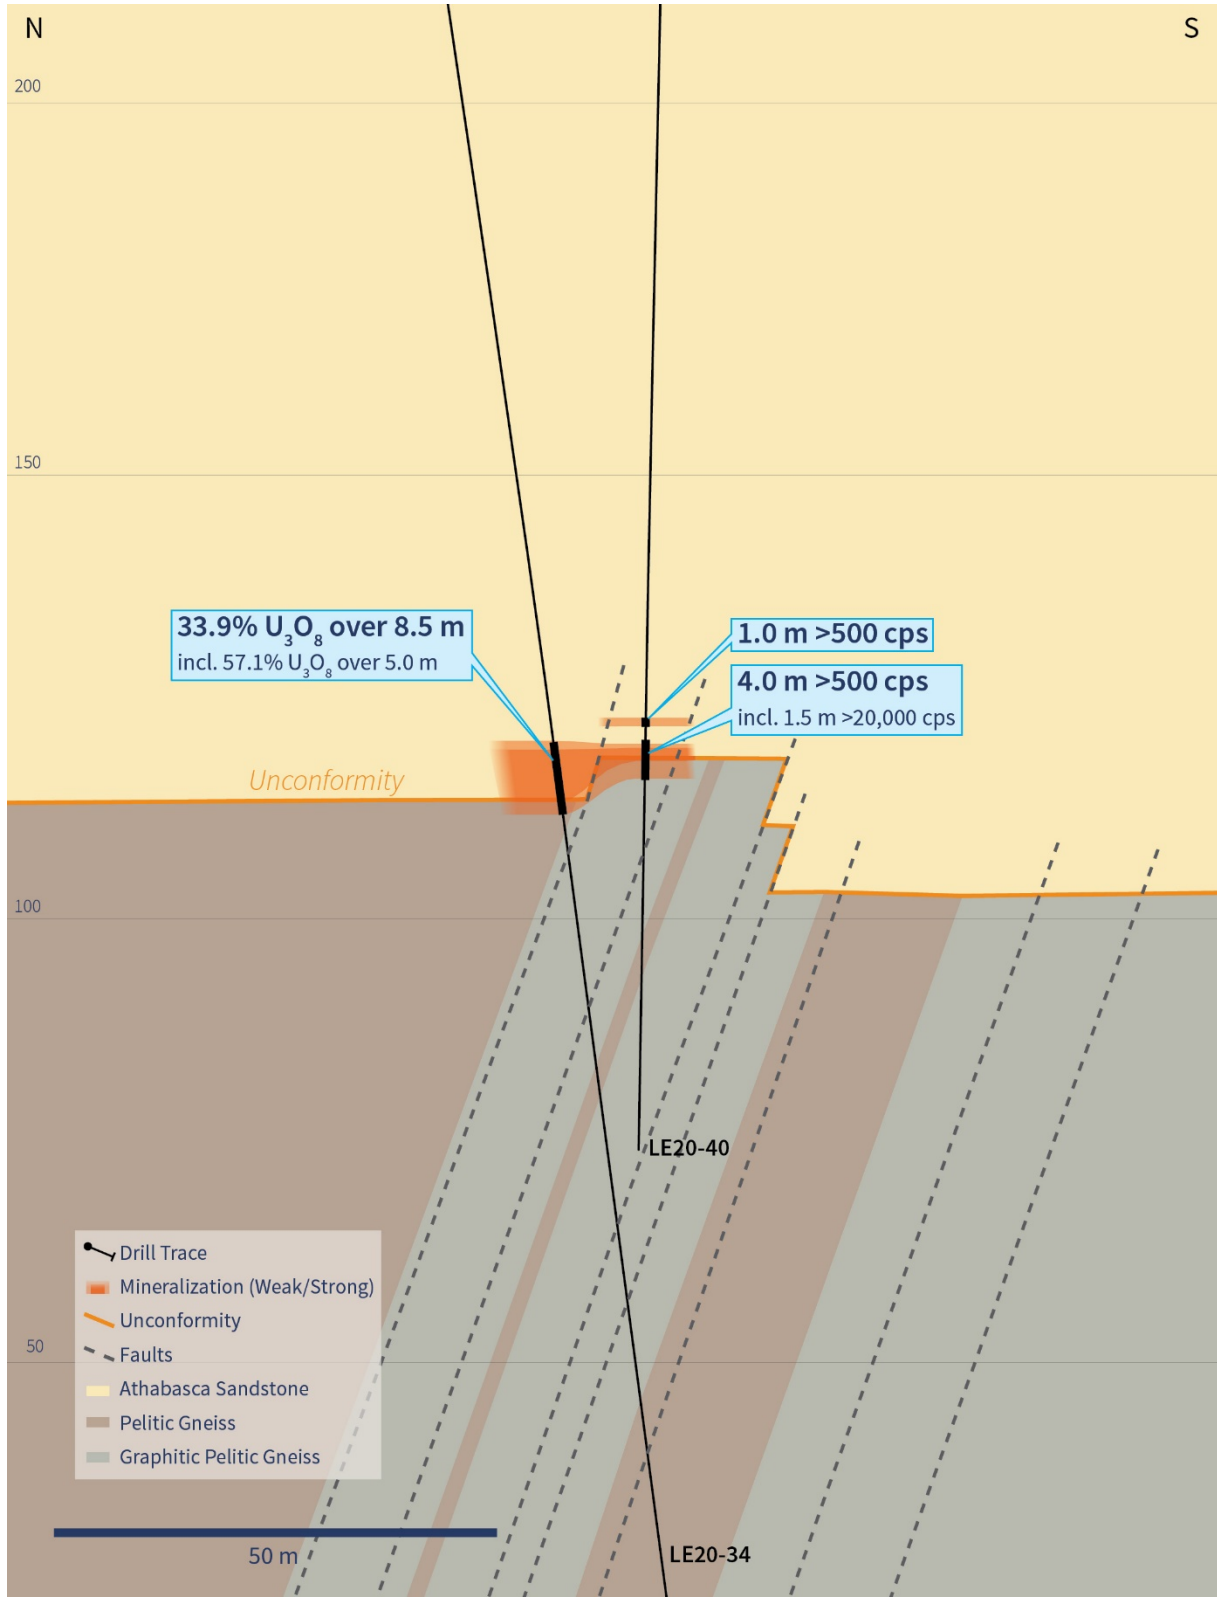 N
S
200
150
33.9% U₃O₈ over 8.5 m
incl. 57.1% U₃O₈ over 5.0 m
1.0 m >500 cps
4.0 m >500 cps
incl. 1.5 m >20,000 cps
Unconformity
100
LE20-40
50
Drill Trace
Mineralization (Weak/Strong)
Unconformity
Faults
Athabasca Sandstone
Pelitic Gneiss
Graphitic Pelitic Gneiss
50 m
LE20-34